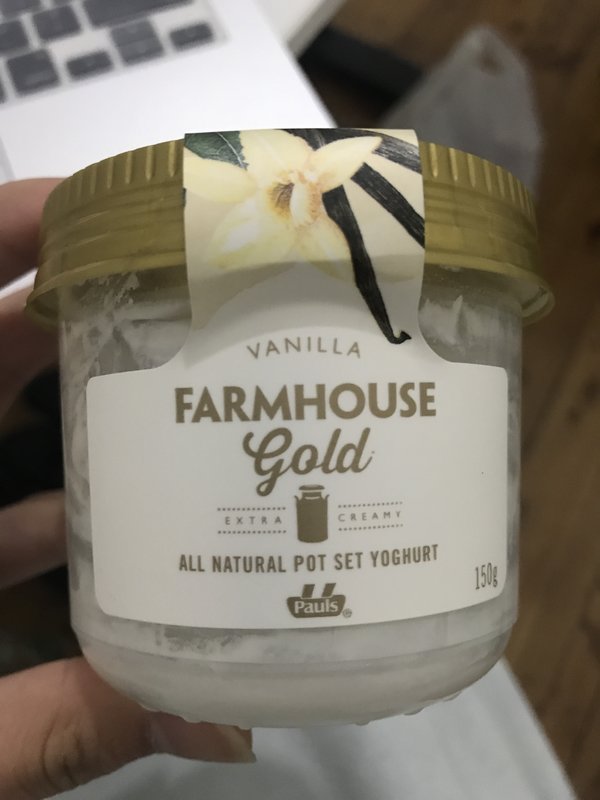 VANILLA
FARMHOUSE
Gold
EXTRA CREAMY
ALL NATURAL POT SET YOGHURT
150g
Pauls®